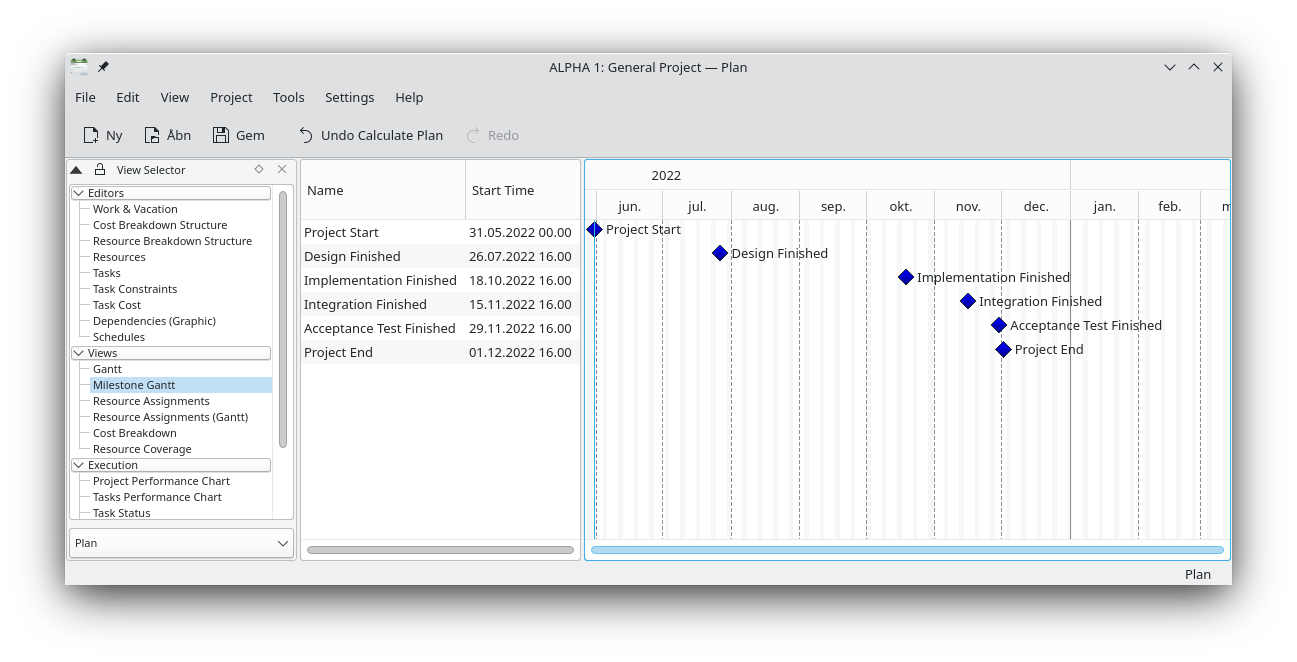 ALPHA 1: General Project — Plan
File Edit View Project Tools Settings Help
Ny Åbn Gem Undo Calculate Plan Redo
View Selector
Editors
Work & Vacation
Cost Breakdown Structure
Resource Breakdown Structure
Resources
Tasks
Task Constraints
Task Cost
Dependencies (Graphic)
Schedules
Views
Gantt
Milestone Gantt
Resource Assignments
Resource Assignments (Gantt)
Cost Breakdown
Resource Coverage
Execution
Project Performance Chart
Tasks Performance Chart
Task Status
Plan
Name Start Time
Project Start 31.05.2022 00.00
Design Finished 26.07.2022 16.00
Implementation Finished 18.10.2022 16.00
Integration Finished 15.11.2022 16.00
Acceptance Test Finished 29.11.2022 16.00
Project End 01.12.2022 16.00
2022
jun. jul. aug. sep. okt. nov. dec. jan. feb.
Project Start
Design Finished
Implementation Finished
Integration Finished
Acceptance Test Finished
Project End
Plan